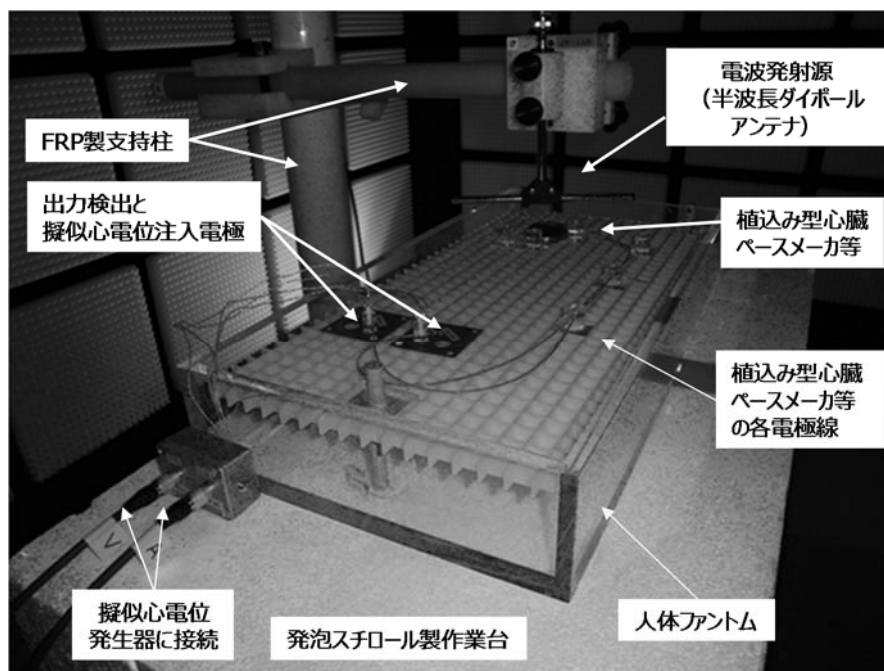 電波発射源
(半波長ダイポール
アンテナ)
FRP製支持柱
出力検出と
擬似心電位注入電極
植込み型心臓
ペースメーカ等
植込み型心臓
ペースメーカ等
の各電極線
V
A
擬似心電位
発生器に接続
発泡スチロール製作業台
人体ファントム